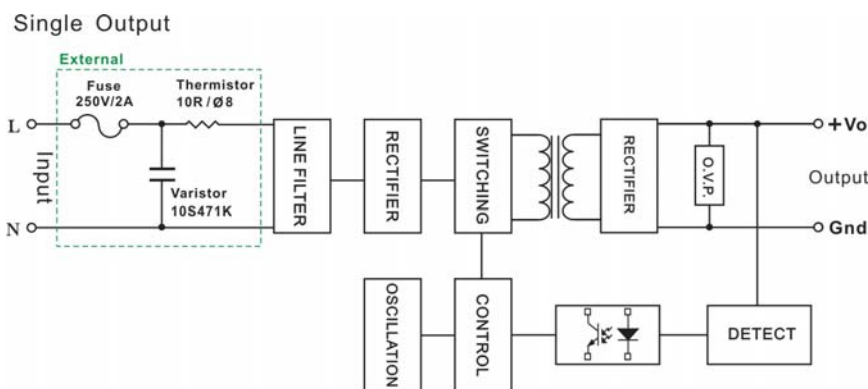 Single Output
External
Fuse
250V/2A
Thermistor
10R/Ø8
L
Input
N
Varistor
10S471K
LINE FILTER
RECTIFIER
SWITCHING
RECTIFIER
O.V.P.
+Vo
Output
Gnd
OSCILLATION
CONTROL
DETECT